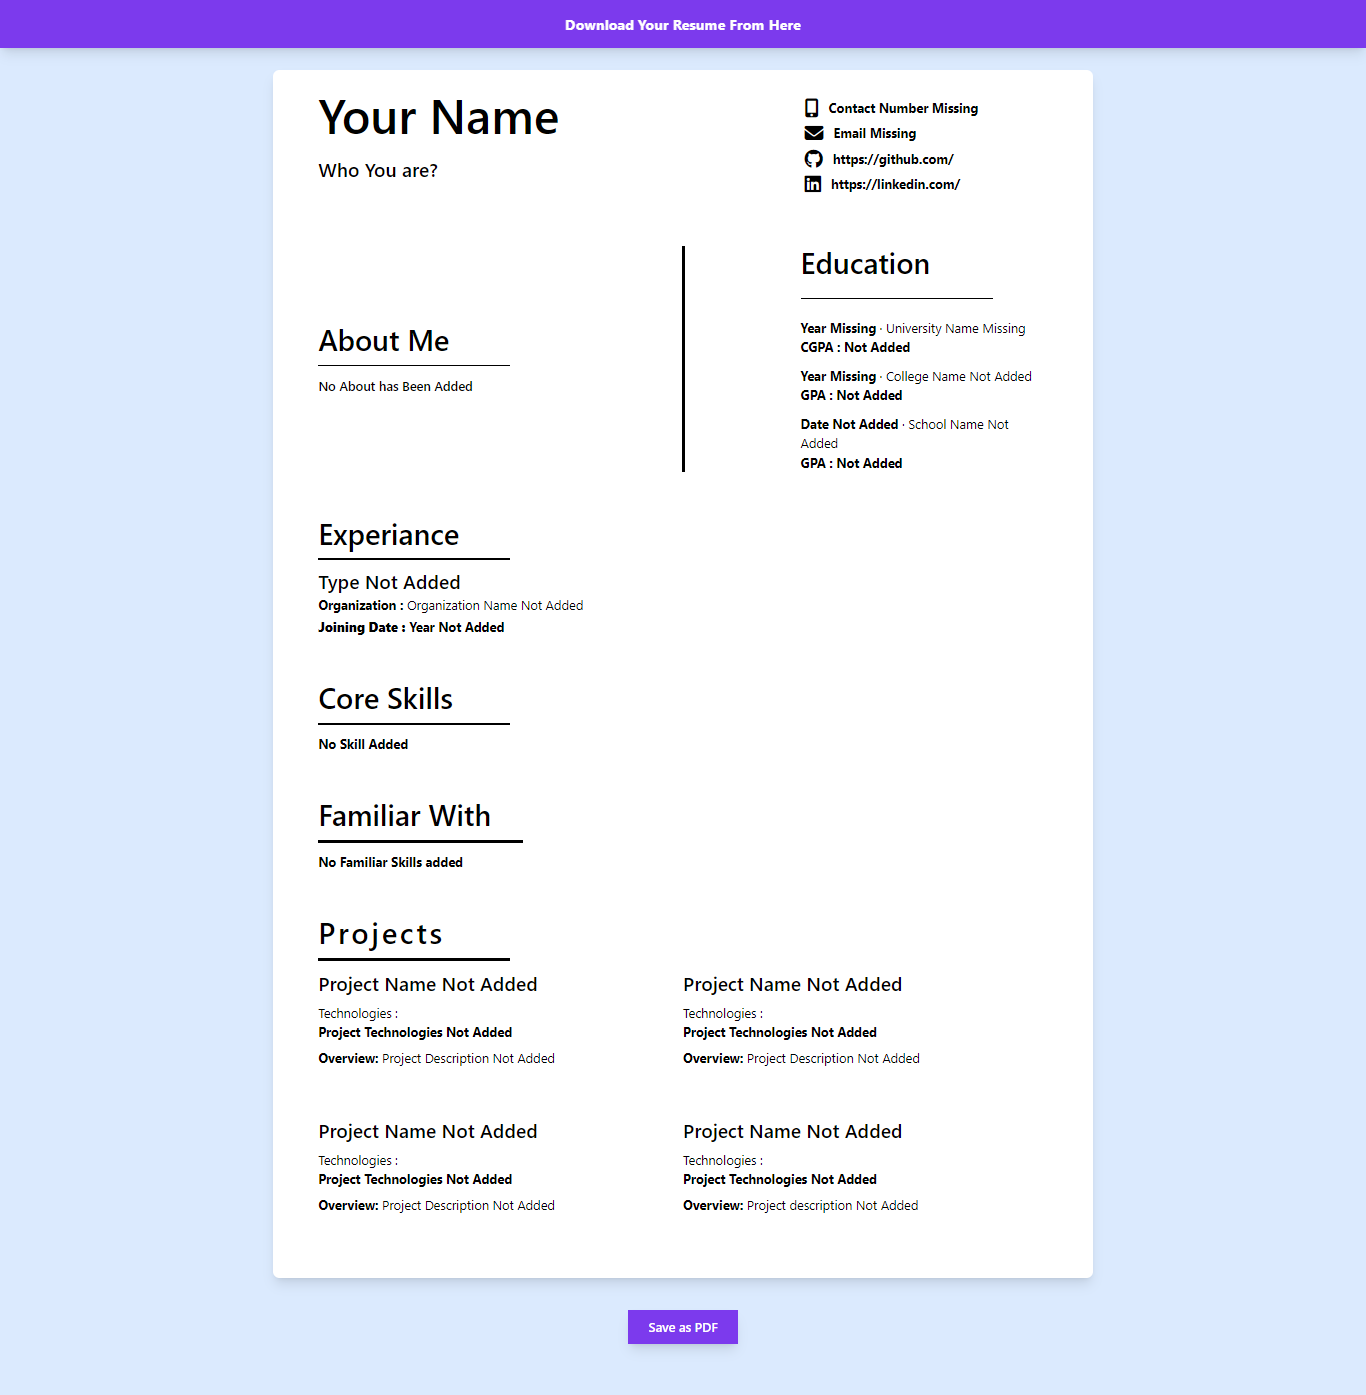 Download Your Resume From Here
Your Name
Who You are?
Contact Number Missing
Email Missing
https://github.com/
https://linkedin.com/
About Me
No About has Been Added
Education
Year Missing · University Name Missing
CGPA : Not Added
Year Missing · College Name Not Added
GPA : Not Added
Date Not Added · School Name Not
Added
GPA : Not Added
Experiance
Type Not Added
Organization : Organization Name Not Added
Joining Date : Year Not Added
Core Skills
No Skill Added
Familiar With
No Familiar Skills added
Projects
Project Name Not Added
Technologies :
Project Technologies Not Added
Overview: Project Description Not Added
Project Name Not Added
Technologies :
Project Technologies Not Added
Overview: Project Description Not Added
Project Name Not Added
Technologies :
Project Technologies Not Added
Overview: Project Description Not Added
Project Name Not Added
Technologies :
Project Technologies Not Added
Overview: Project description Not Added
Save as PDF